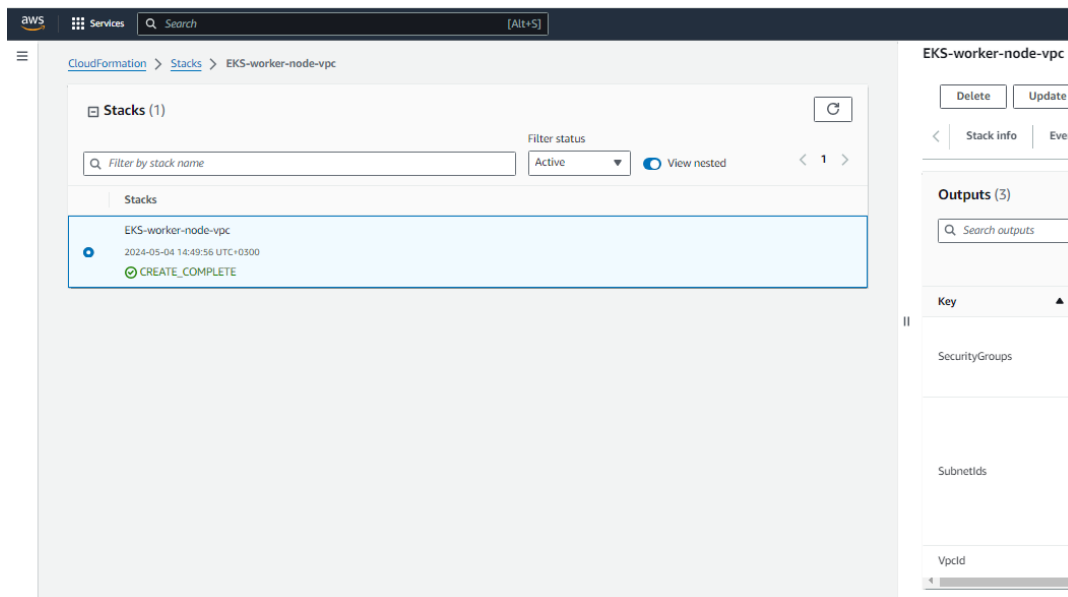 aws
Services
Search
[Alt+S]
CloudFormation > Stacks > EKS-worker-node-vpc
Stacks (1)
Filter status
Filter by stack name
Active
View nested
1
Stacks
EKS-worker-node-vpc
2024-05-04 14:49:56 UTC+0300
CREATE_COMPLETE
EKS-worker-node-vpc
Delete
Update
Stack info
Eve
Outputs (3)
Search outputs
Key
SecurityGroups
SubnetIds
VpcId